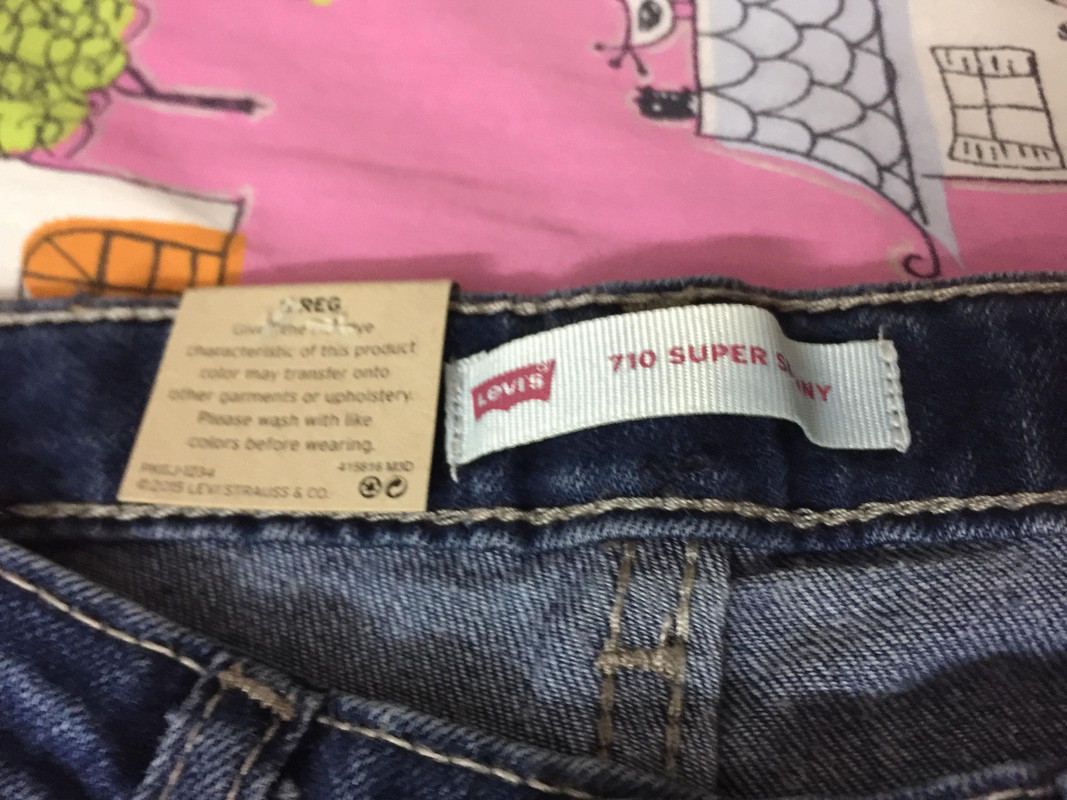 REG
characteristic of this product
color may transfer onto
other garments or upholstery.
Please wash with like
colors before wearing.
415816 M3D
©2015 LEVI STRAUSS & CO.
LEVI'S
710 SUPER